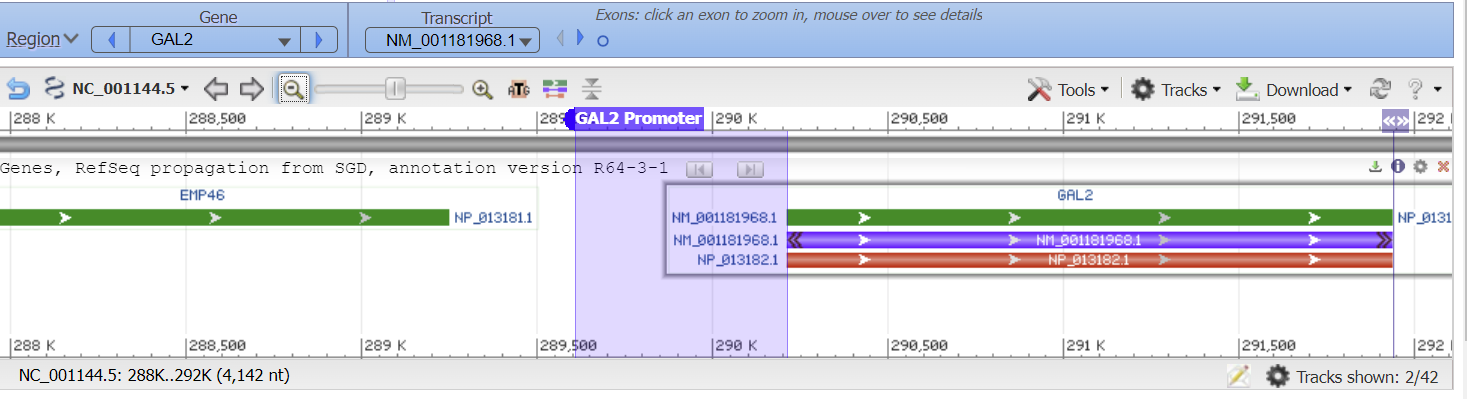 Gene
Transcript
Exons: click an exon to zoom in, mouse over to see details
Region
GAL2
NM_001181968.1
NC_001144.5
ATG
Tools
Tracks
Download
?
288 K
288,500
289 K
289,
GAL2 Promoter
290 K
290,500
291 K
291,500
292
Genes, RefSeq propagation from SGD, annotation version R64-3-1
EMP46
GAL2
NP_013181.1
NM_001181968.1
NP_0131
NM_001181968.1
NM_001181968.1
NP_013182.1
NP_013182.1
288 K
288,500
289 K
289,500
290 K
290,500
291 K
291,500
292
NC_001144.5: 288K..292K (4,142 nt)
Tracks shown: 2/42